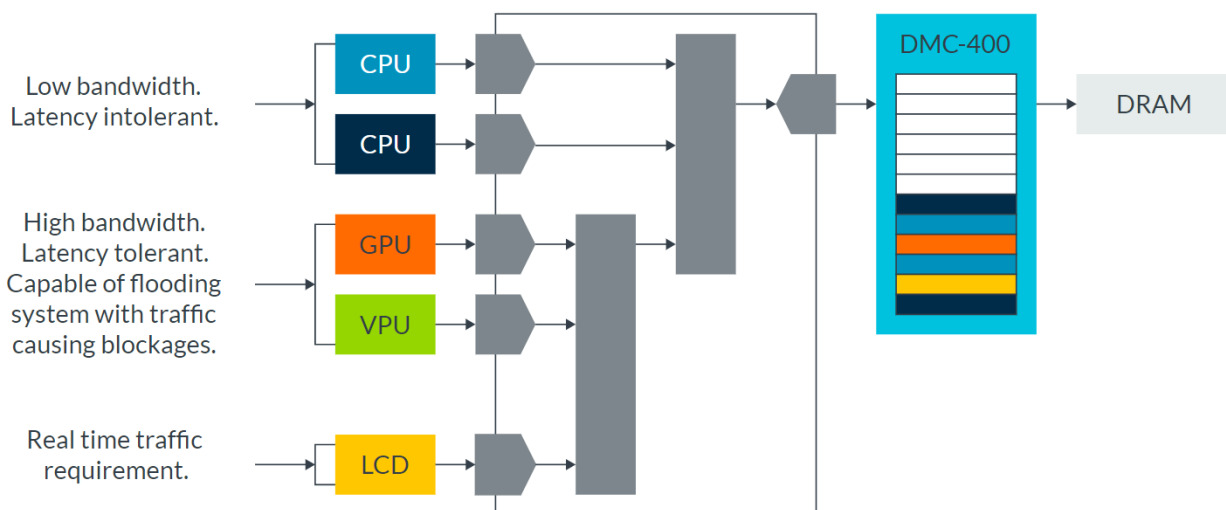 Low bandwidth.
Latency intolerant.
CPU
CPU
High bandwidth.
Latency tolerant.
Capable of flooding
system with traffic
causing blockages.
GPU
VPU
Real time traffic
requirement.
LCD
DMC-400
DRAM